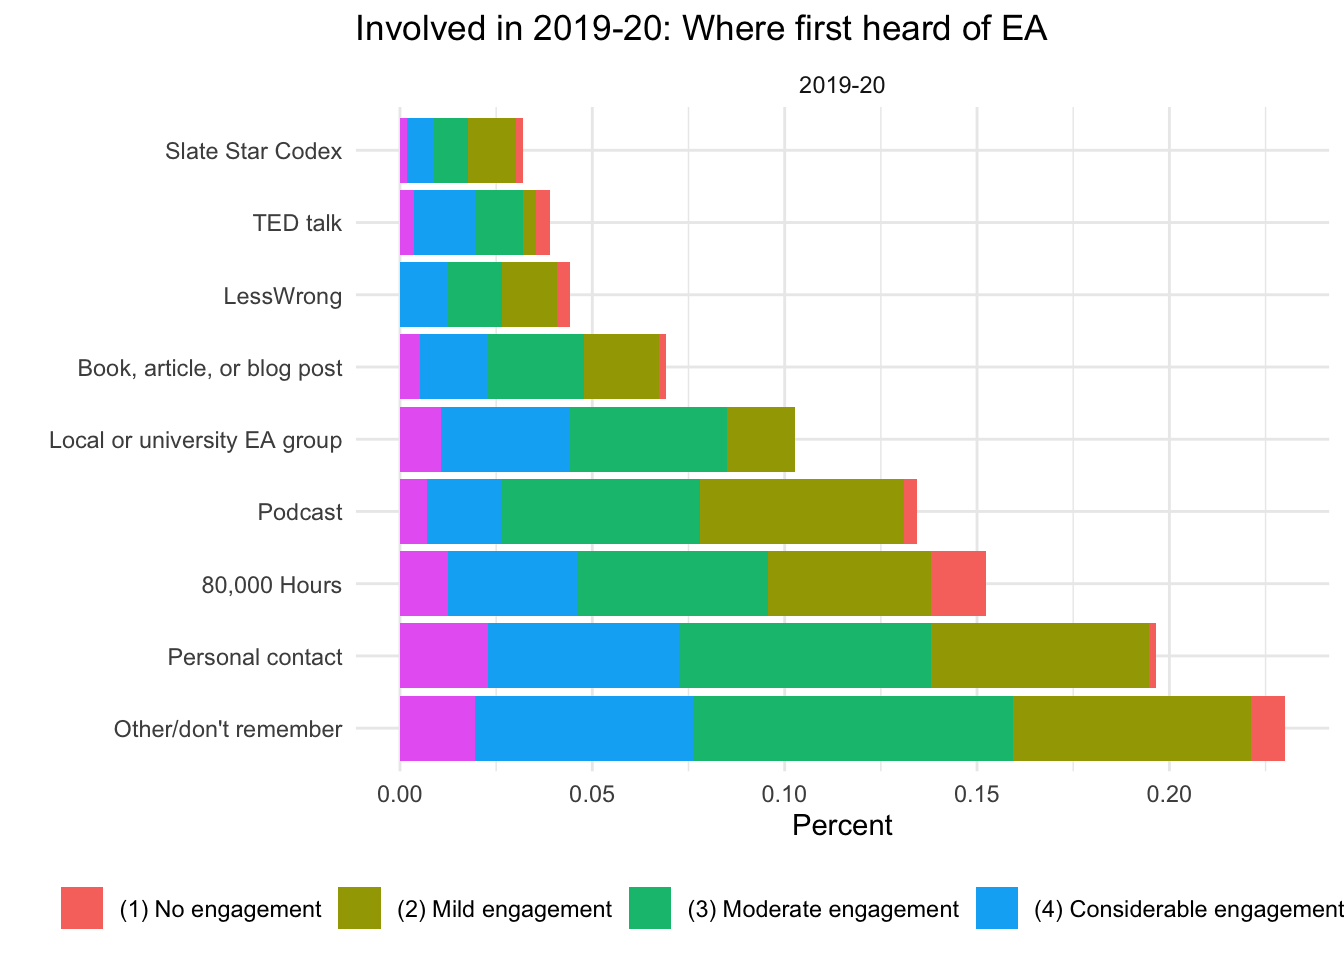 Involved in 2019-20: Where first heard of EA
2019-20
Slate Star Codex
TED talk
LessWrong
Book, article, or blog post
Local or university EA group
Podcast
80,000 Hours
Personal contact
Other/don't remember
0.00 0.05 0.10 0.15 0.20
Percent
(1) No engagement (2) Mild engagement (3) Moderate engagement (4) Considerable engagement